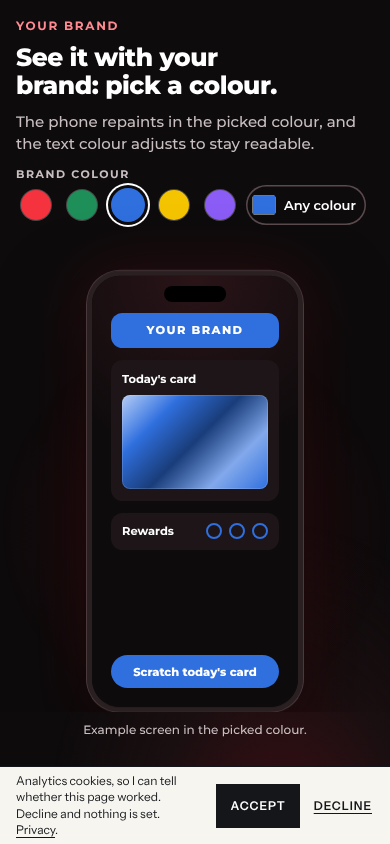 YOUR BRAND
See it with your
brand: pick a colour.
The phone repaints in the picked colour, and
the text colour adjusts to stay readable.
BRAND COLOUR
Any colour
YOUR BRAND
Today's card
Rewards
Scratch today's card
Example screen in the picked colour.
Analytics cookies, so I can tell
whether this page worked.
Decline and nothing is set.
Privacy.
ACCEPT
DECLINE